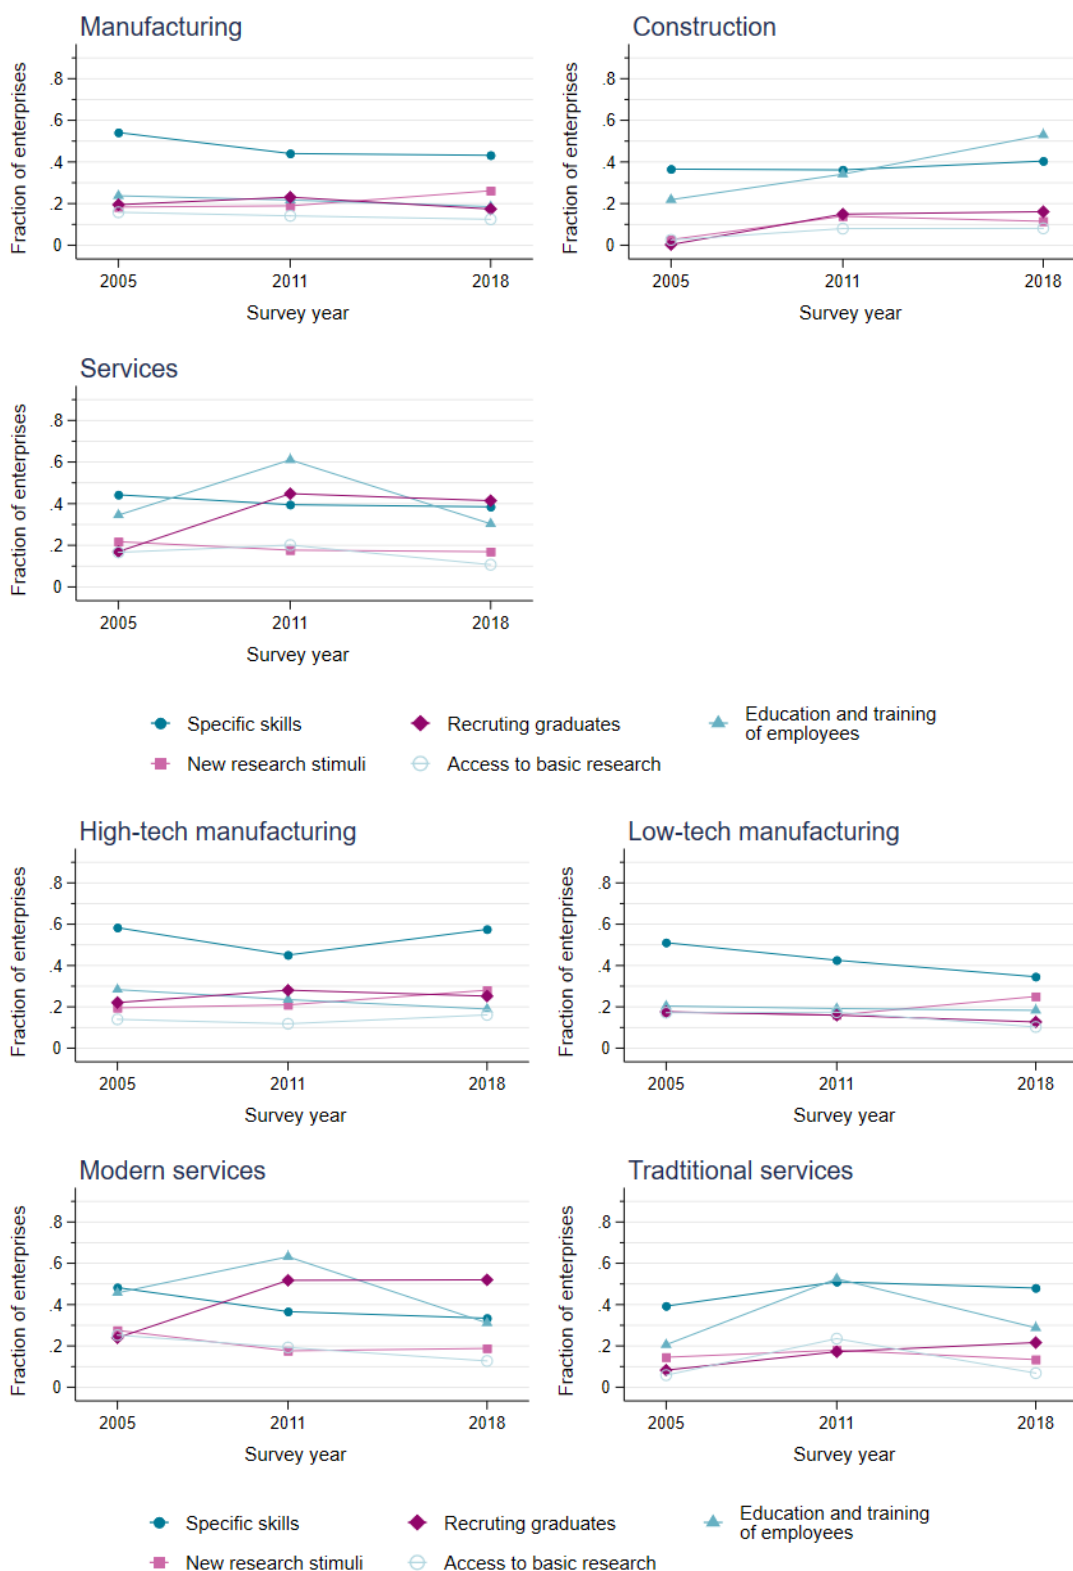 Manufacturing
Fraction of enterprises
.8
.6
.4
.2
0
2005 2011 2018
Survey year
Construction
Fraction of enterprises
.8
.6
.4
.2
0
2005 2011 2018
Survey year
Services
Fraction of enterprises
.8
.6
.4
.2
0
2005 2011 2018
Survey year
Specific skills
Recruting graduates
Education and training
of employees
New research stimuli
Access to basic research
High-tech manufacturing
Fraction of enterprises
.8
.6
.4
.2
0
2005 2011 2018
Survey year
Low-tech manufacturing
Fraction of enterprises
.8
.6
.4
.2
0
2005 2011 2018
Survey year
Modern services
Fraction of enterprises
.8
.6
.4
.2
0
2005 2011 2018
Survey year
Tradtitional services
Fraction of enterprises
.8
.6
.4
.2
0
2005 2011 2018
Survey year
Specific skills
Recruting graduates
Education and training
of employees
New research stimuli
Access to basic research